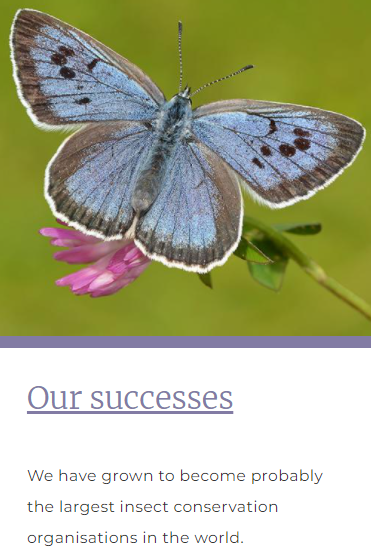 Our successes
We have grown to become probably
the largest insect conservation
organisations in the world.